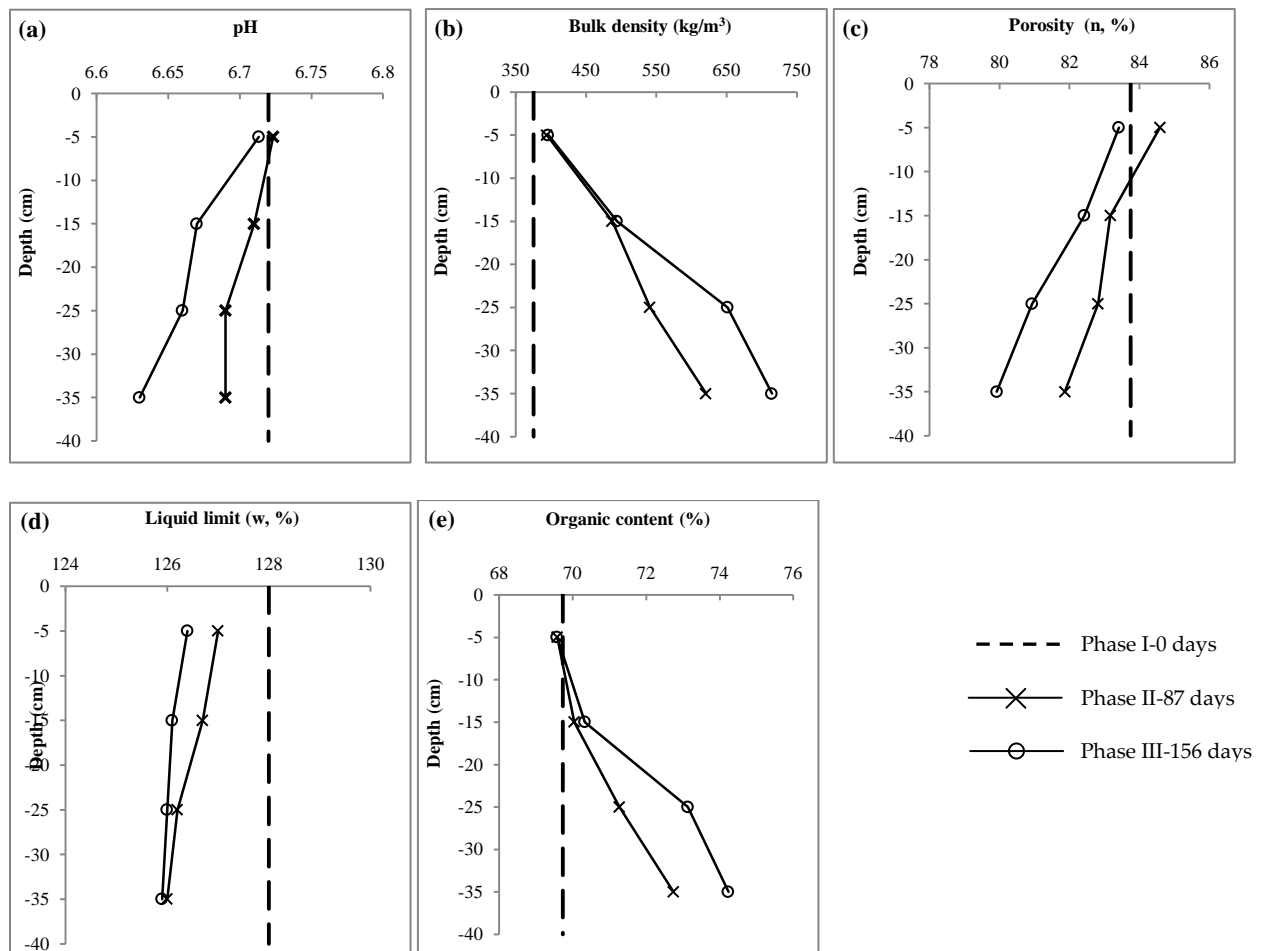 (a)
pH
6.6 6.65 6.7 6.75 6.8
0
-5
-10
-15
-20
-25
-30
-35
-40
Depth (cm)
(b)
Bulk density (kg/m³)
350 450 550 650 750
0
-5
-10
-15
-20
-25
-30
-35
-40
Depth (cm)
(c)
Porosity (n, %)
78 80 82 84 86
0
-5
-10
-15
-20
-25
-30
-35
-40
Depth (cm)
(d)
Liquid limit (w, %)
124 126 128 130
0
-5
-10
-15
-20
-25
-30
-35
-40
Depth (cm)
(e)
Organic content (%)
68 70 72 74 76
0
-5
-10
-15
-20
-25
-30
-35
-40
Depth (cm)
Phase I-0 days
Phase II-87 days
Phase III-156 days